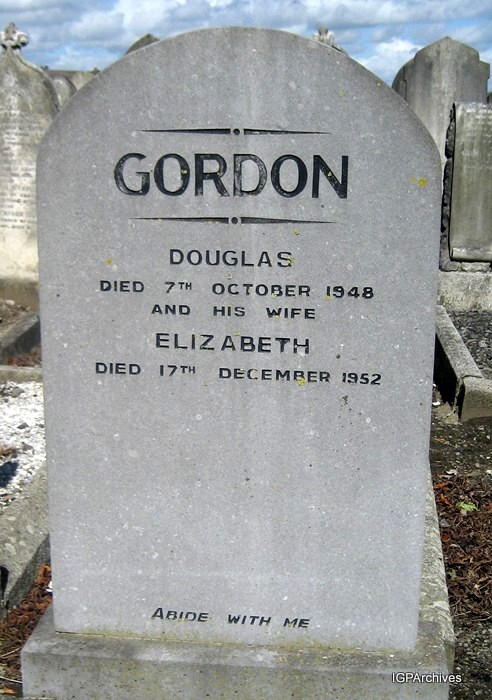 GORDON
DOUGLAS
DIED 7TH OCTOBER 1948
AND HIS WIFE
ELIZABETH
DIED 17TH DECEMBER 1952
ABIDE WITH ME
IGPArchives